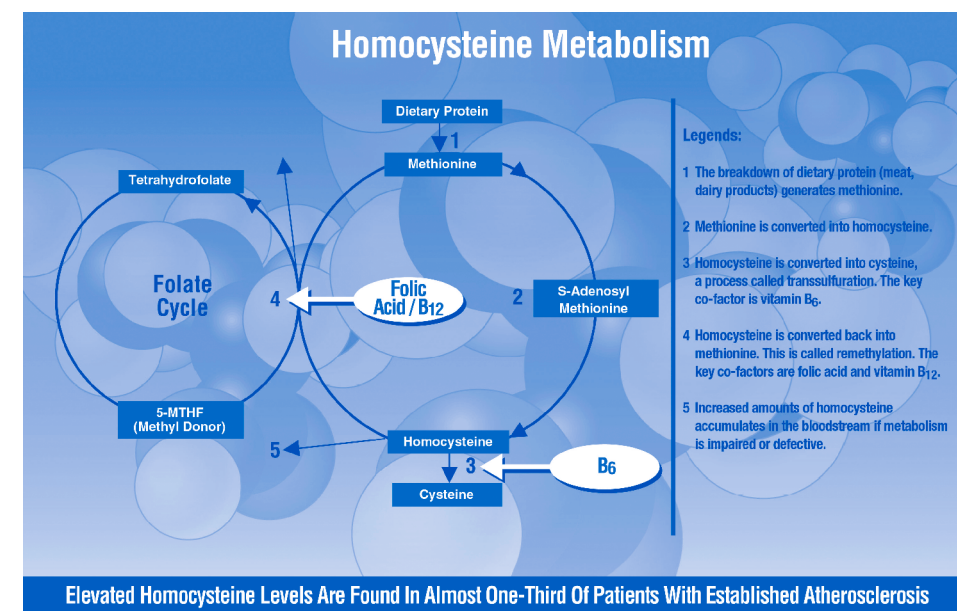 Homocysteine Metabolism
Dietary Protein
1
Methionine
Tetrahydrofolate
Folate
Cycle
4
Folic
Acid / B12
2
S-Adenosyl
Methionine
5-MTHF
(Methyl Donor)
5
Homocysteine
3
B6
Cysteine
Legends:
1 The breakdown of dietary protein (meat,
dairy products) generates methionine.
2 Methionine is converted into homocysteine.
3 Homocysteine is converted into cysteine,
a process called transsulfuration. The key
co-factor is vitamin B6.
4 Homocysteine is converted back into
methionine. This is called remethylation. The
key co-factors are folic acid and vitamin B12.
5 Increased amounts of homocysteine
accumulates in the bloodstream if metabolism
is impaired or defective.
Elevated Homocysteine Levels Are Found In Almost One-Third Of Patients With Established Atherosclerosis